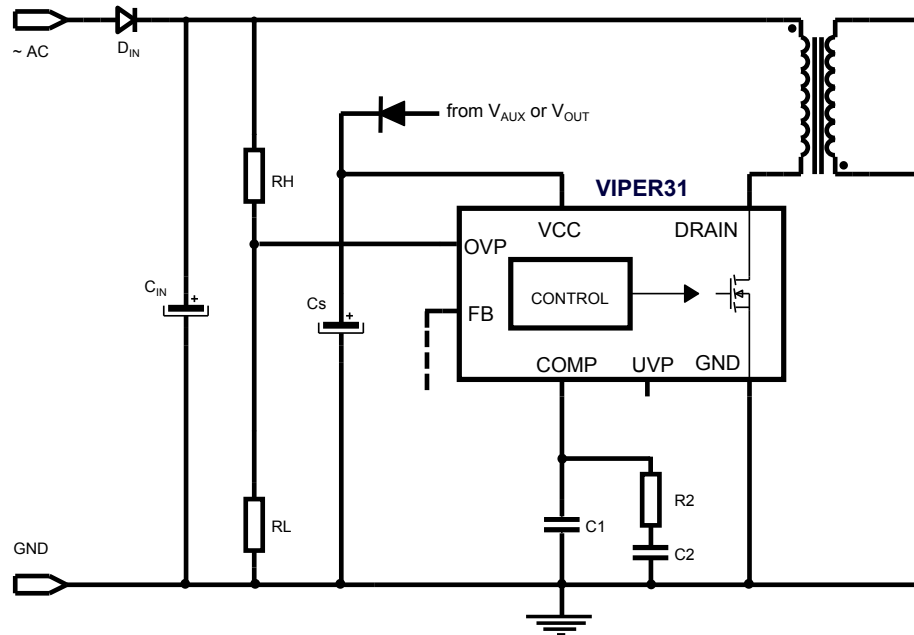 ~ AC
D_IN
from V_AUX or V_OUT
RH
VIPER31
VCC
DRAIN
OVP
C_IN
+
Cs
+
CONTROL
FB
COMP
UVP
GND
R2
RL
C1
GND
C2